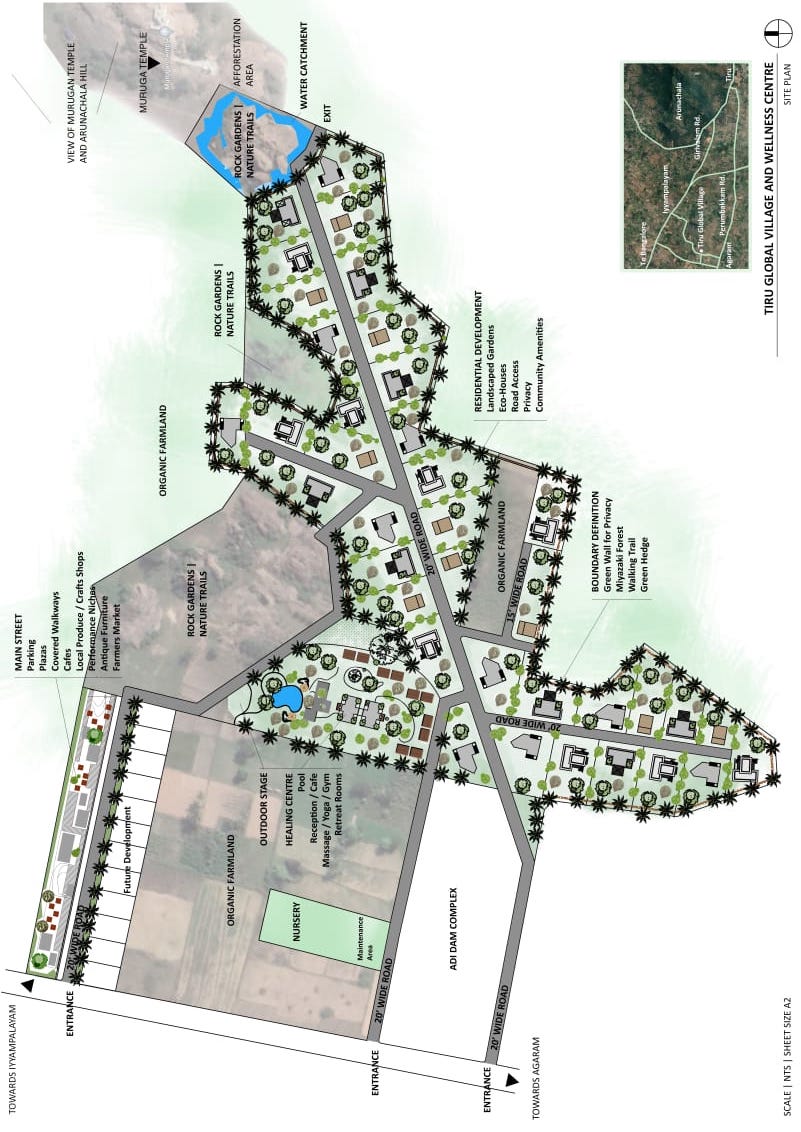 TOWARDS IYYAMPALAYAM
MAIN STREET
Parking
Plazas
Covered Walkways
Cafes
Local Produce / Crafts Shops
Performance Niches
Antique Furniture
Farmers Market
ENTRANCE
20' WIDE ROAD
Future Development
VIEW OF MURUGAN TEMPLE
AND ARUNACHALA HILL
MURUGA TEMPLE
ORGANIC FARMLAND
ROCK GARDENS |
NATURE TRAILS
ROCK GARDENS |
NATURE TRAILS
ROCK GARDENS |
NATURE TRAILS
AFFORESTATION
AREA
ORGANIC FARMLAND
OUTDOOR STAGE
HEALING CENTRE
Pool
Reception / Cafe
Massage / Yoga / Gym
Retreat Rooms
NURSERY
Maintenance
Area
WATER CATCHMENT
EXIT
ENTRANCE
20' WIDE ROAD
20' WIDE ROAD
ADI DAM COMPLEX
ENTRANCE
20' WIDE ROAD
TOWARDS AGARAM
RESIDENTIAL DEVELOPMENT
Landscaped Gardens
Eco-Houses
Road Access
Privacy
Community Amenities
ORGANIC FARMLAND
15' WIDE ROAD
20' WIDE ROAD
BOUNDARY DEFINITION
Green Wall for Privacy
Miyazaki Forest
Walking Trail
Green Hedge
To Bangalore
Iyyampalayam
Arunachala
Girivalam Rd.
Tiru Global Village
Perumbakkam Rd.
Agaram
Tiru
TIRU GLOBAL VILLAGE AND WELLNESS CENTRE
SITE PLAN
SCALE | NTS | SHEET SIZE A2